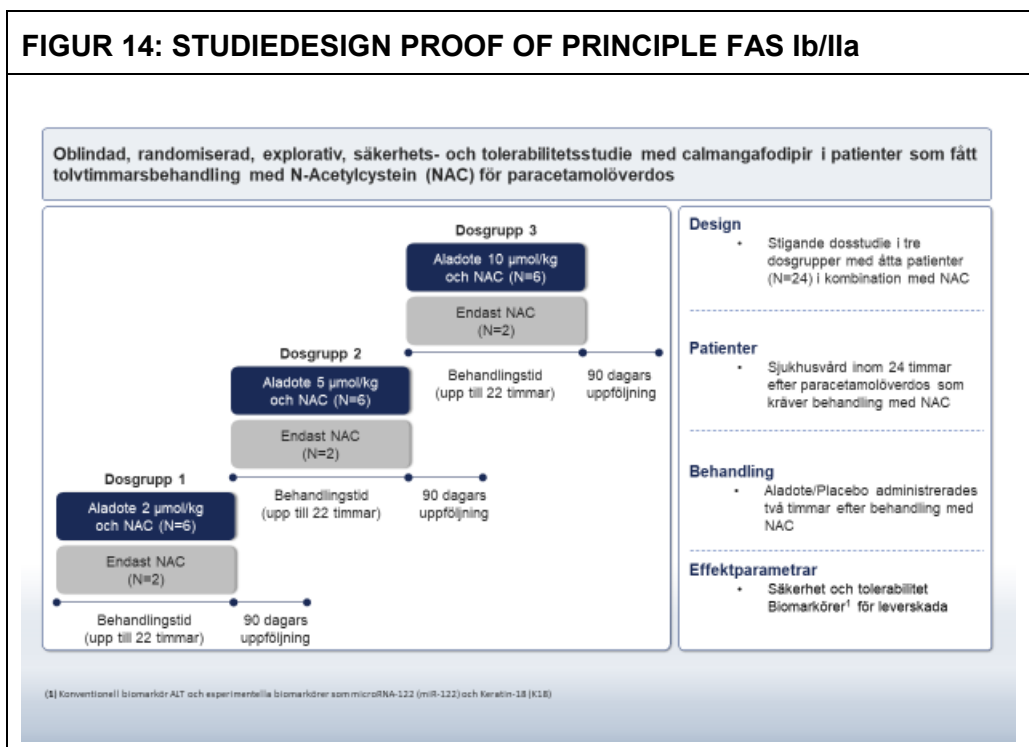 FIGUR 14: STUDIEDESIGN PROOF OF PRINCIPLE FAS Ib/IIa
Oblindad, randomiserad, explorativ, säkerhets- och tolerabilitetsstudie med calmangafodipir i patienter som fått
tolvtimmarsbehandling med N-Acetylcystein (NAC) för paracetamolöverdos
Dosgrupp 3
Aladote 10 µmol/kg
och NAC (N=6)
Endast NAC
(N=2)
Behandlingstid
(upp till 22 timmar)
90 dagars
uppföljning
Dosgrupp 2
Aladote 5 µmol/kg
och NAC (N=6)
Endast NAC
(N=2)
Behandlingstid
(upp till 22 timmar)
90 dagars
uppföljning
Dosgrupp 1
Aladote 2 µmol/kg
och NAC (N=6)
Endast NAC
(N=2)
Behandlingstid
(upp till 22 timmar)
90 dagars
uppföljning
Design
• Stigande dosstudie i tre
dosgrupper med åtta patienter
(N=24) i kombination med NAC
Patienter
• Sjukhusvård inom 24 timmar
efter paracetamolöverdos som
kräver behandling med NAC
Behandling
• Aladote/Placebo administrerades
två timmar efter behandling med
NAC
Effektparametrar
• Säkerhet och tolerabilitet
Biomarkörer¹ för leverskada
(1) Konventionell biomarkör ALT och experimentella biomarkörer som microRNA-122 (miR-122) och Keratin-18 (K18)